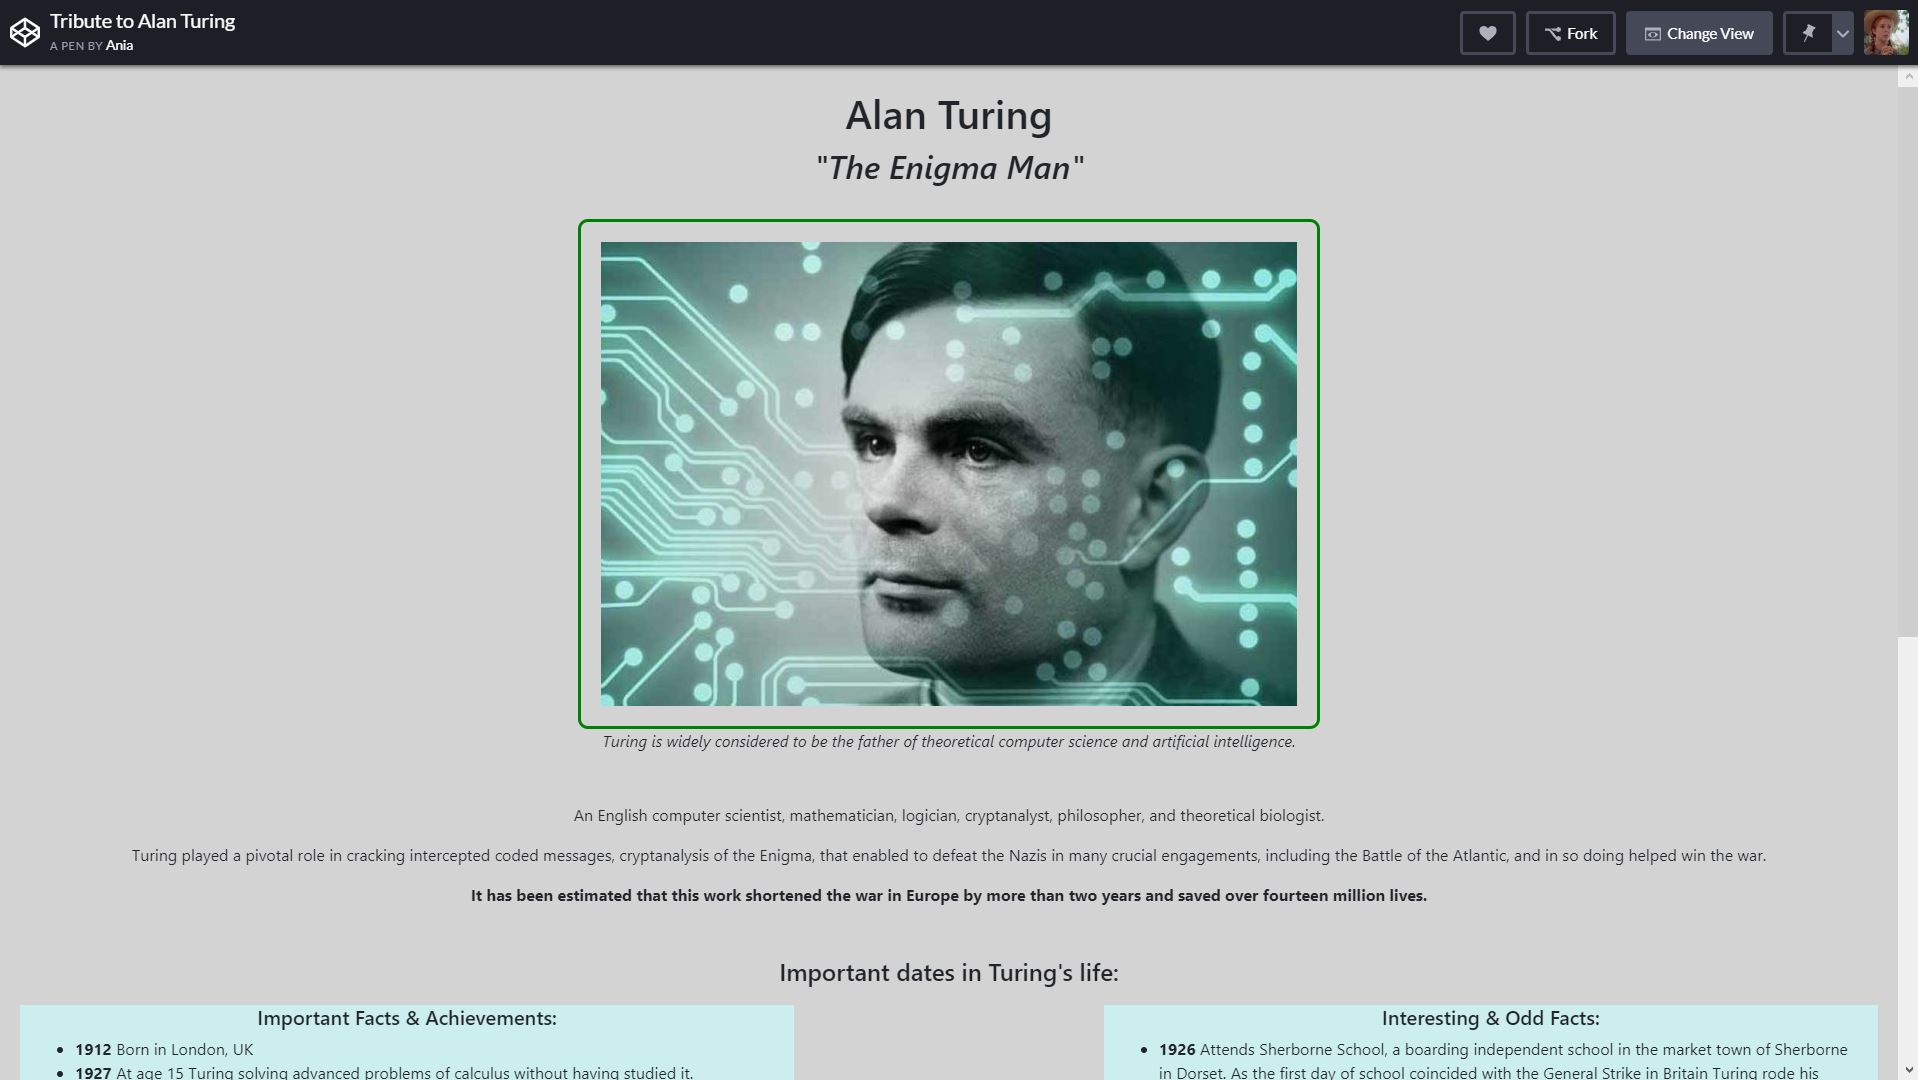 Tribute to Alan Turing
A PEN BY Ania
Fork
Change View
Alan Turing
"The Enigma Man"
Turing is widely considered to be the father of theoretical computer science and artificial intelligence.
An English computer scientist, mathematician, logician, cryptanalyst, philosopher, and theoretical biologist.
Turing played a pivotal role in cracking intercepted coded messages, cryptanalysis of the Enigma, that enabled to defeat the Nazis in many crucial engagements, including the Battle of the Atlantic, and in so doing helped win the war.
It has been estimated that this work shortened the war in Europe by more than two years and saved over fourteen million lives.
Important dates in Turing's life:
Important Facts & Achievements:
• 1912 Born in London, UK
• 1927 At age 15 Turing solving advanced problems of calculus without having studied it.
Interesting & Odd Facts:
• 1926 Attends Sherborne School, a boarding independent school in the market town of Sherborne
in Dorset. As the first day of school coincided with the General Strike in Britain Turing rode his